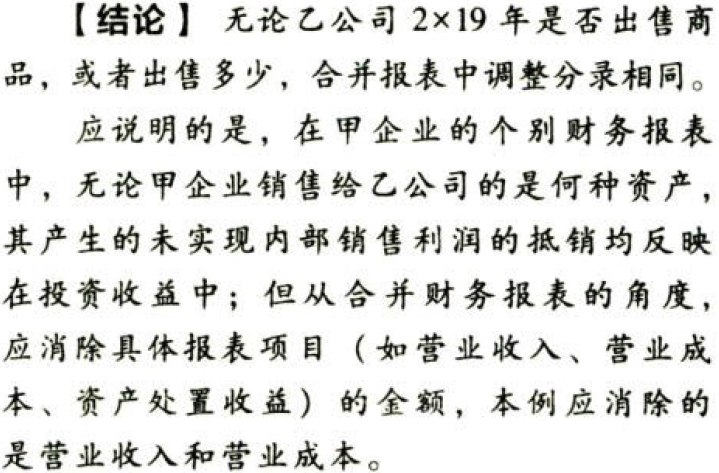 【结论】 无论乙公司 2×19 年是否出售商
品，或者出售多少，合并报表中调整分录相同。
应说明的是，在甲企业的个别财务报表
中，无论甲企业销售给乙公司的是何种资产，
其产生的未实现内部销售利润的抵销均反映
在投资收益中；但从合并财务报表的角度，
应消除具体报表项目（如营业收入、营业成
本、资产处置收益）的金额，本例应消除的
是营业收入和营业成本。